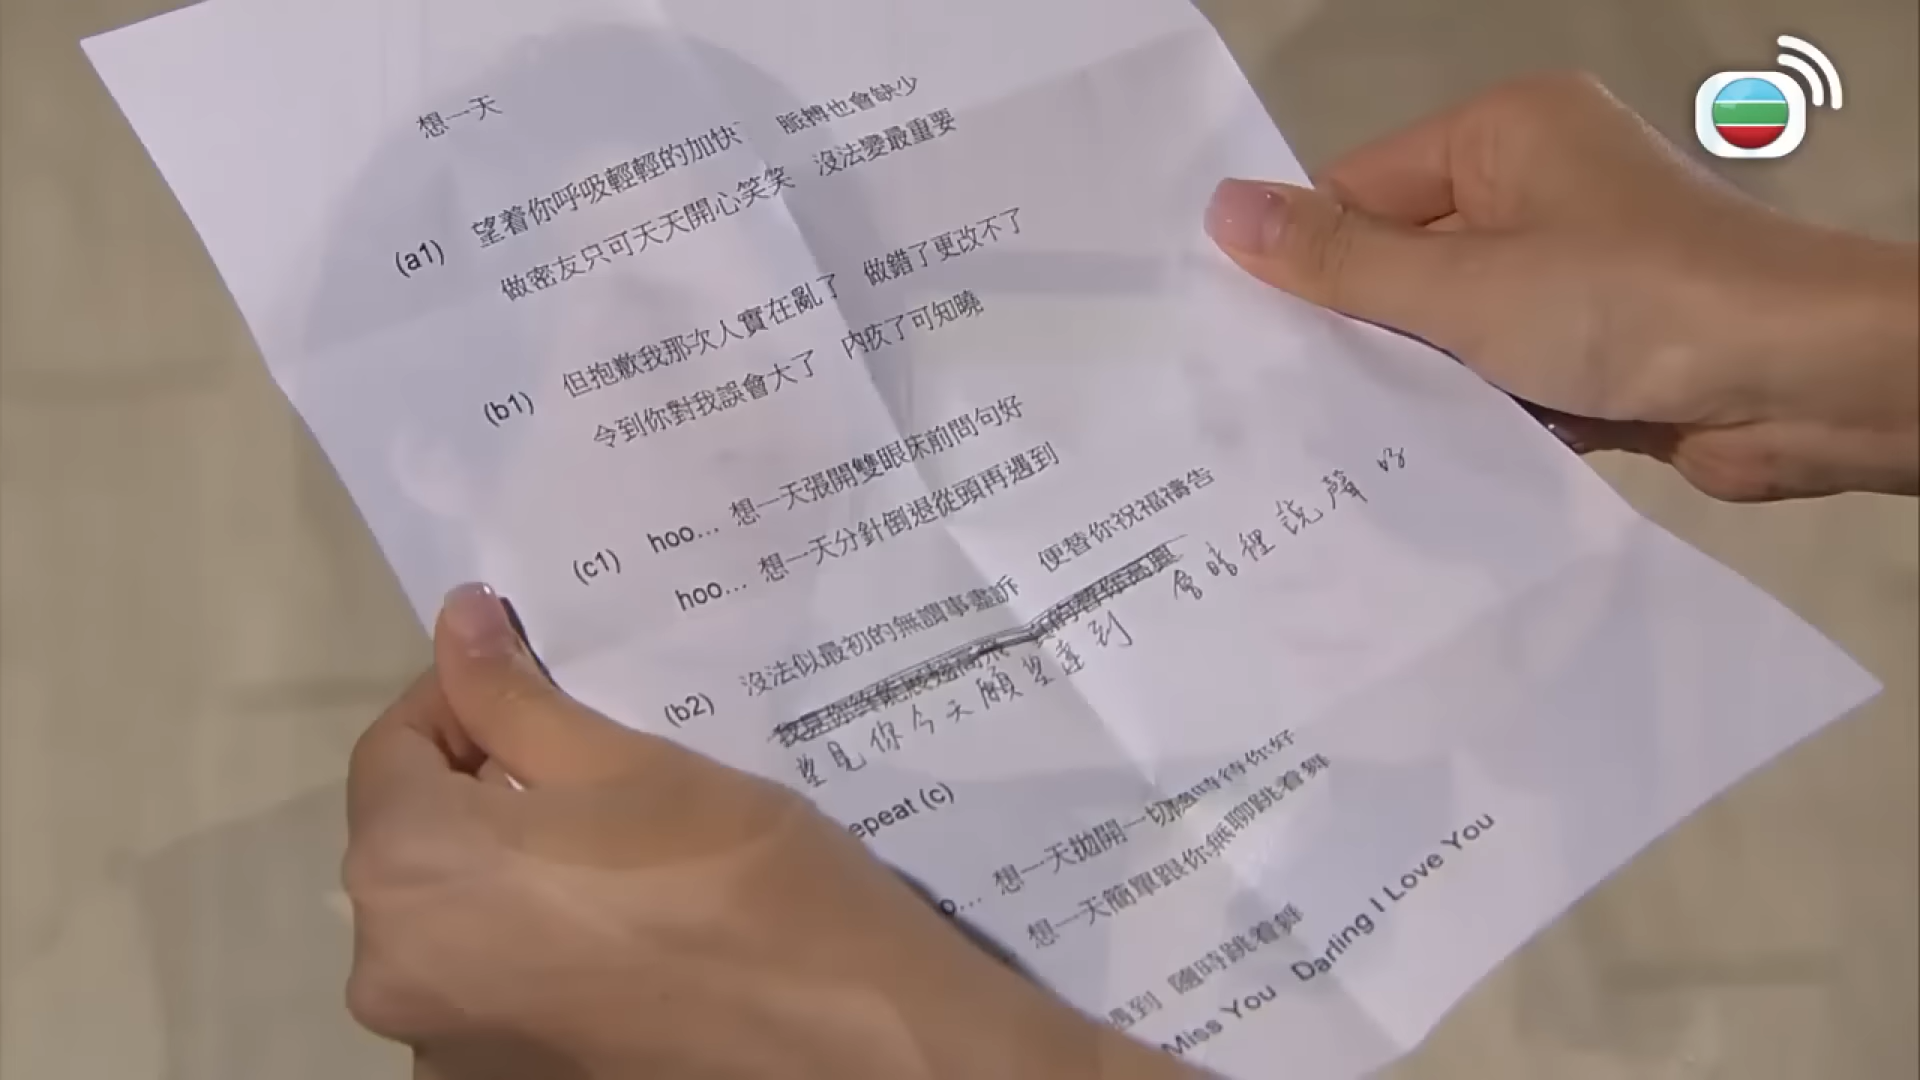 想一天
(a1) 望着你呼吸輕輕的加快 脈搏也會缺少
做密友只可天天開心笑笑 沒法變最重要
(b1) 但抱歉我那次人實在亂了 做錯了更改不了
令到你對我誤會大了 內疚了可知曉
(c1) hoo... 想一天張開雙眼床前問句好
hoo... 想一天分針倒退從頭再遇到
(b2) 沒法似最初的無謂事盡訴 便替你祝福禱告
望見你今天願望達到 會暗裡說聲好
epeat (c)
o... 想一天拋開一切隨時待你好
想一天簡單跟你無聊跳着舞
遇到 隨時跳着舞
Miss You Darling I Love You